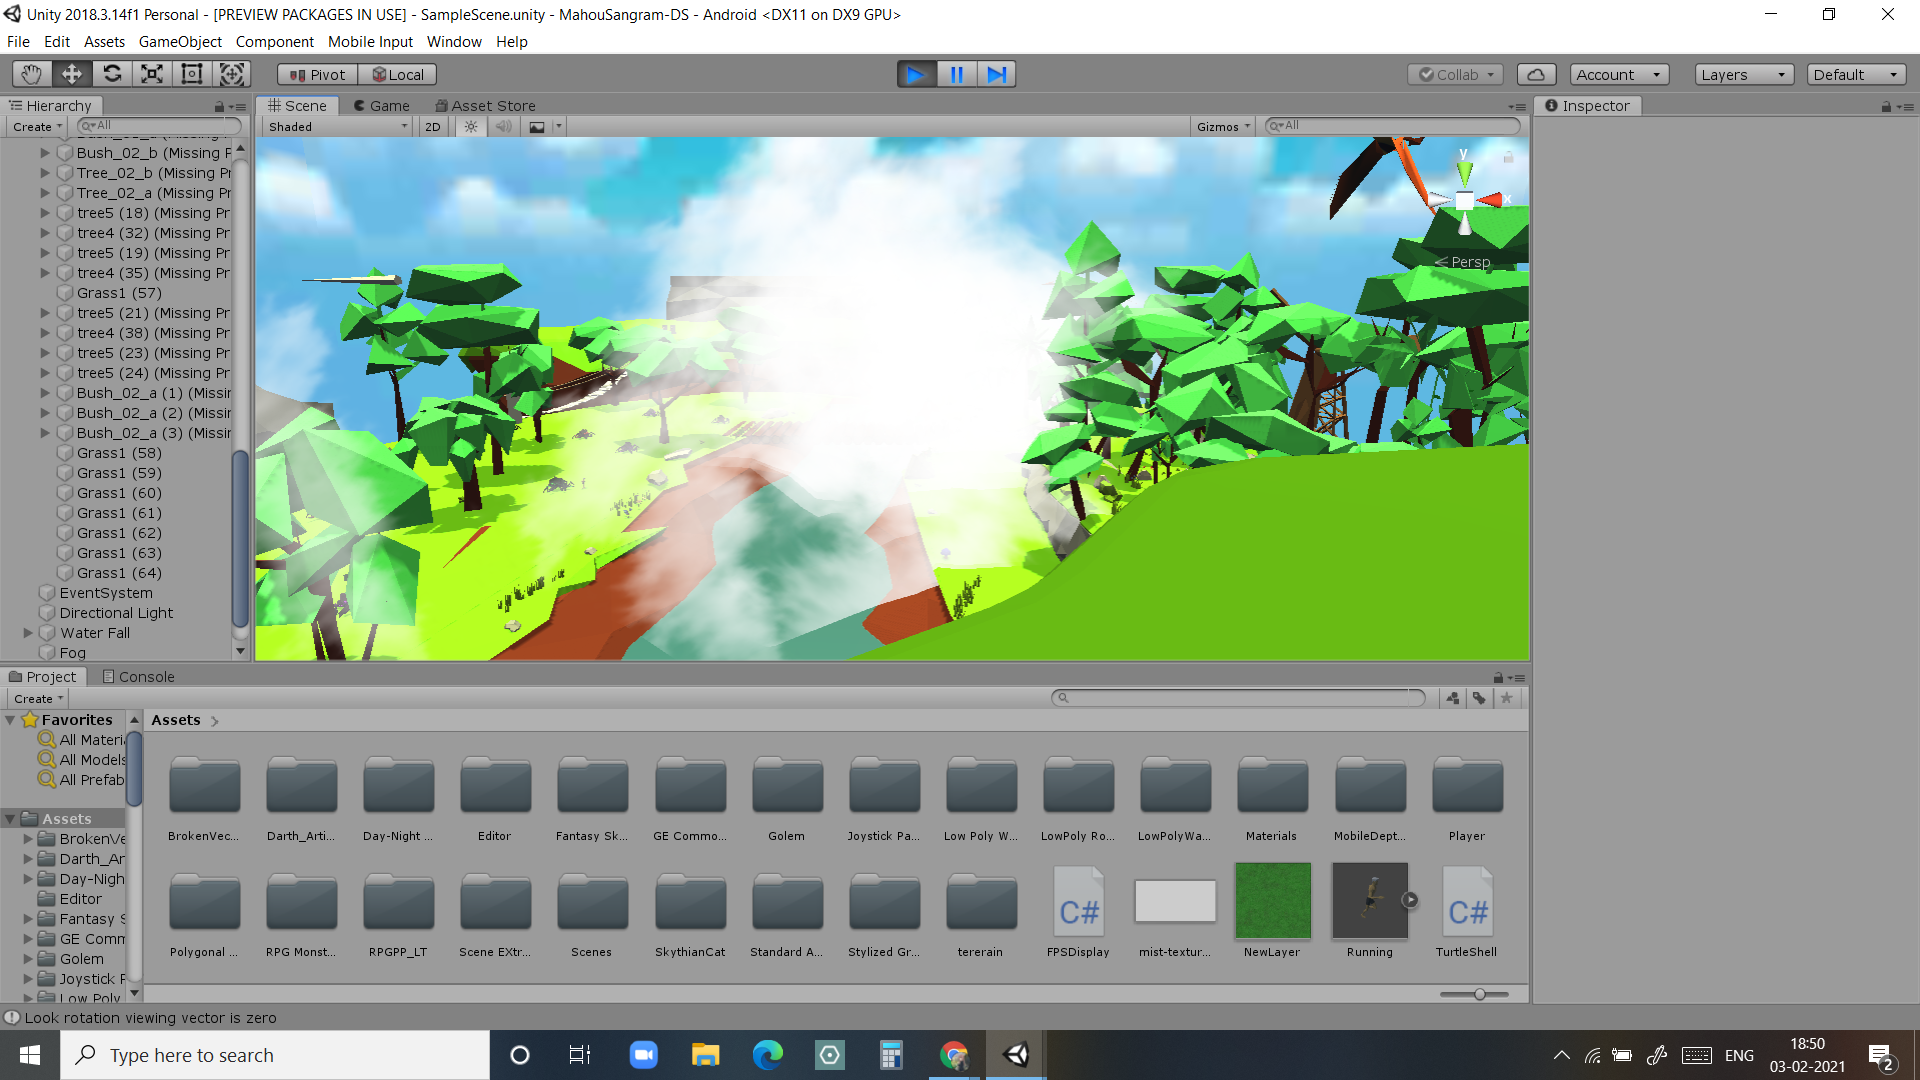 Unity 2018.3.14f1 Personal - [PREVIEW PACKAGES IN USE] - SampleScene.unity - MahouSangram-DS - Android <DX11 on DX9 GPU>
File Edit Assets GameObject Component Mobile Input Window Help
Pivot Local Collab Account Layers Default
Hierarchy Scene Game Asset Store Inspector
Create All Shaded 2D Gizmos All
Bush_02_b (Missing P
Tree_02_b (Missing Pr
Tree_02_a (Missing Pr
tree5 (18) (Missing Pr
tree4 (32) (Missing Pr
tree5 (19) (Missing Pr
tree4 (35) (Missing Pr
Grass1 (57)
tree5 (21) (Missing Pr
tree4 (38) (Missing Pr
tree5 (23) (Missing Pr
tree5 (24) (Missing Pr
Bush_02_a (1) (Missir
Bush_02_a (2) (Missir
Bush_02_a (3) (Missir
Grass1 (58)
Grass1 (59)
Grass1 (60)
Grass1 (61)
Grass1 (62)
Grass1 (63)
Grass1 (64)
EventSystem
Directional Light
Water Fall
Fog
y
x
Persp
Project Console
Create
Favorites
All Materi
All Models
All Prefab
Assets
BrokenVe
Darth_Ar
Day-Nigh
Editor
Fantasy S
GE Comm
Golem
Joystick P
Low Poly
Assets
BrokenVec... Darth_Arti... Day-Night ... Editor Fantasy Sk... GE Commo... Golem Joystick Pa... Low Poly W... LowPoly Ro... LowPolyWa... Materials MobileDept... Player
C# C#
Polygonal ... RPG Monst... RPGPP_LT Scene EXtr... Scenes SkythianCat Standard A... Stylized Gr... tererain FPSDisplay mist-textur... NewLayer Running TurtleShell
Look rotation viewing vector is zero
Type here to search
ENG
18:50
03-02-2021
2